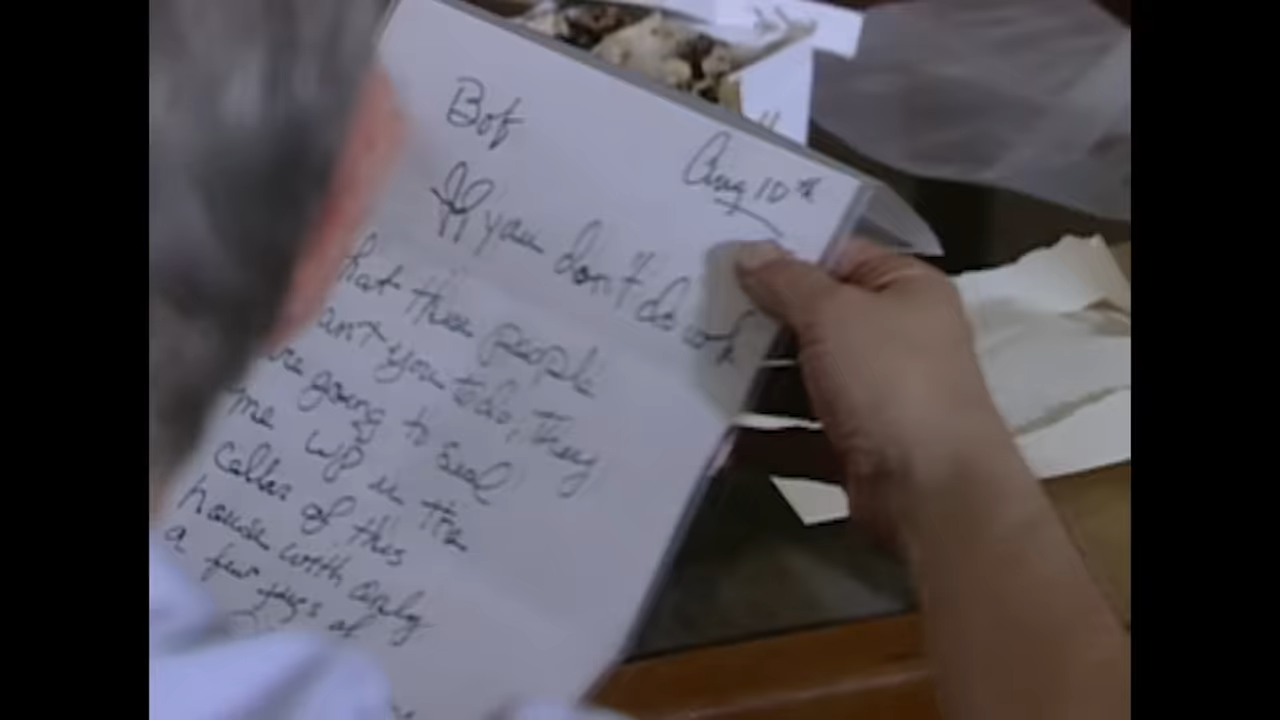 Bob
Aug 10th
If you don't do
what these people
want you to do, they
are going to seal
me up in the
cellar of this
house with only
a few jugs of